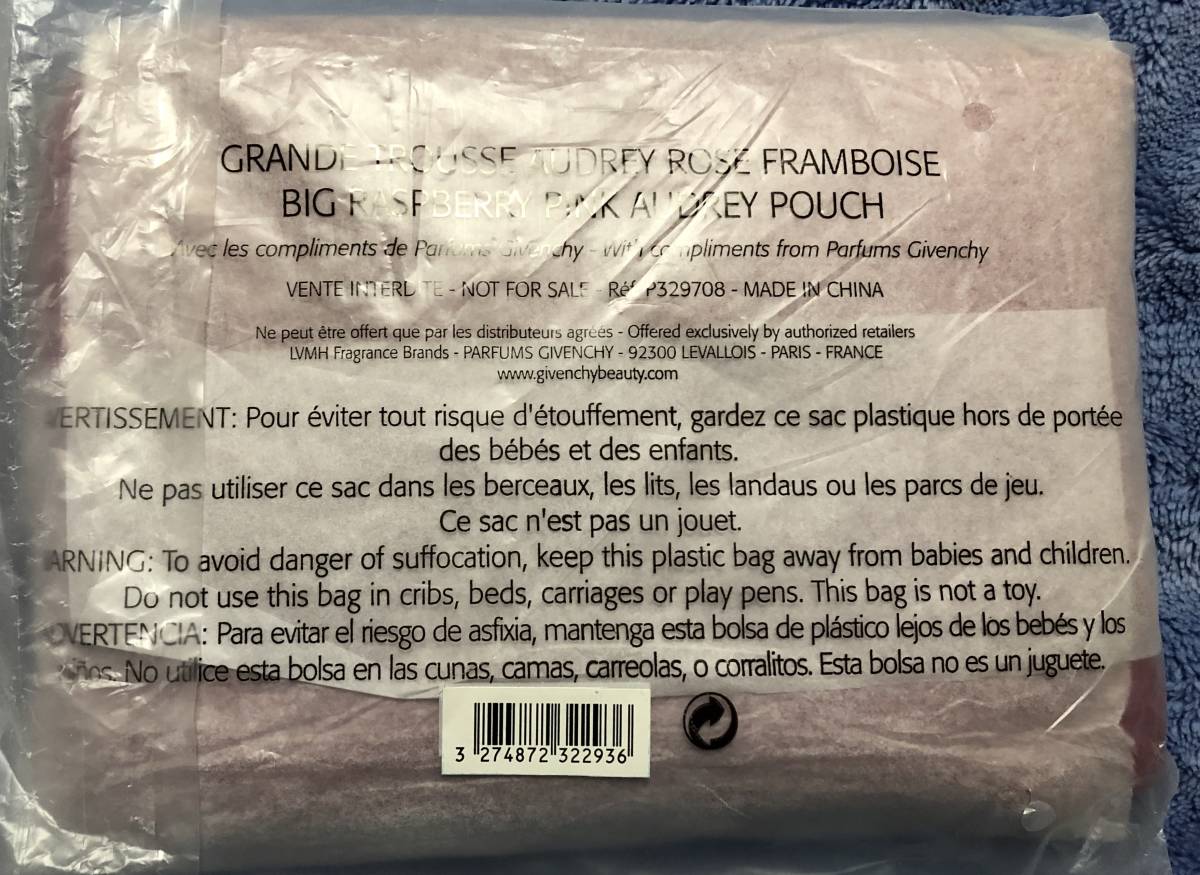 GRANDE TROUSSE AUDREY ROSE FRAMBOISE
BIG RASPBERRY PINK AUDREY POUCH
Avec les compliments de Parfums Givenchy - With compliments from Parfums Givenchy
VENTE INTERDITE - NOT FOR SALE - Réf P329708 - MADE IN CHINA
Ne peut être offert que par les distributeurs agréés - Offered exclusively by authorized retailers
LVMH Fragrance Brands - PARFUMS GIVENCHY - 92300 LEVALLOIS - PARIS - FRANCE
www.givenchybeauty.com
AVERTISSEMENT: Pour éviter tout risque d'étouffement, gardez ce sac plastique hors de portée
des bébés et des enfants.
Ne pas utiliser ce sac dans les berceaux, les lits, les landaus ou les parcs de jeu.
Ce sac n'est pas un jouet.
WARNING: To avoid danger of suffocation, keep this plastic bag away from babies and children.
Do not use this bag in cribs, beds, carriages or play pens. This bag is not a toy.
ADVERTENCIA: Para evitar el riesgo de asfixia, mantenga esta bolsa de plástico lejos de los bebés y los
niños. No utilice esta bolsa en las cunas, camas, carreolas, o corralitos. Esta bolsa no es un juguete.
3 274872 322936